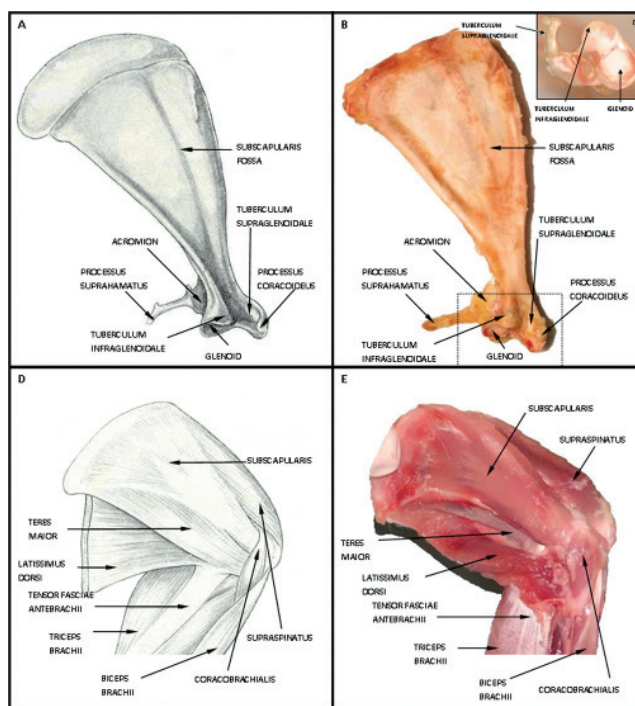 A
SUBSCAPULARIS
FOSSA
TUBERCULUM
SUPRAGLENOIDALE
ACROMION
PROCESSUS
SUPRAHAMATUS
PROCESSUS
CORACOIDEUS
TUBERCULUM
INFRAGLENOIDALE
GLENOID
B
TUBERCULUM
SUPRAGLENOIDALE
TUBERCULUM
INFRAGLENOIDALE
GLENOID
SUBSCAPULARIS
FOSSA
TUBERCULUM
SUPRAGLENOIDALE
ACROMION
PROCESSUS
SUPRAHAMATUS
PROCESSUS
CORACOIDEUS
TUBERCULUM
INFRAGLENOIDALE
GLENOID
D
SUBSCAPULARIS
TERES
MAIOR
LATISSIMUS
DORSI
TENSOR FASCIAE
ANTEBRACHII
TRICEPS
BRACHII
SUPRASPINATUS
BICEPS
BRACHII
CORACOBRACHIALIS
E
SUBSCAPULARIS
SUPRASPINATUS
TERES
MAIOR
LATISSIMUS
DORSI
TENSOR FASCIAE
ANTEBRACHII
TRICEPS
BRACHII
BICEPS
BRACHII
CORACOBRACHIALIS